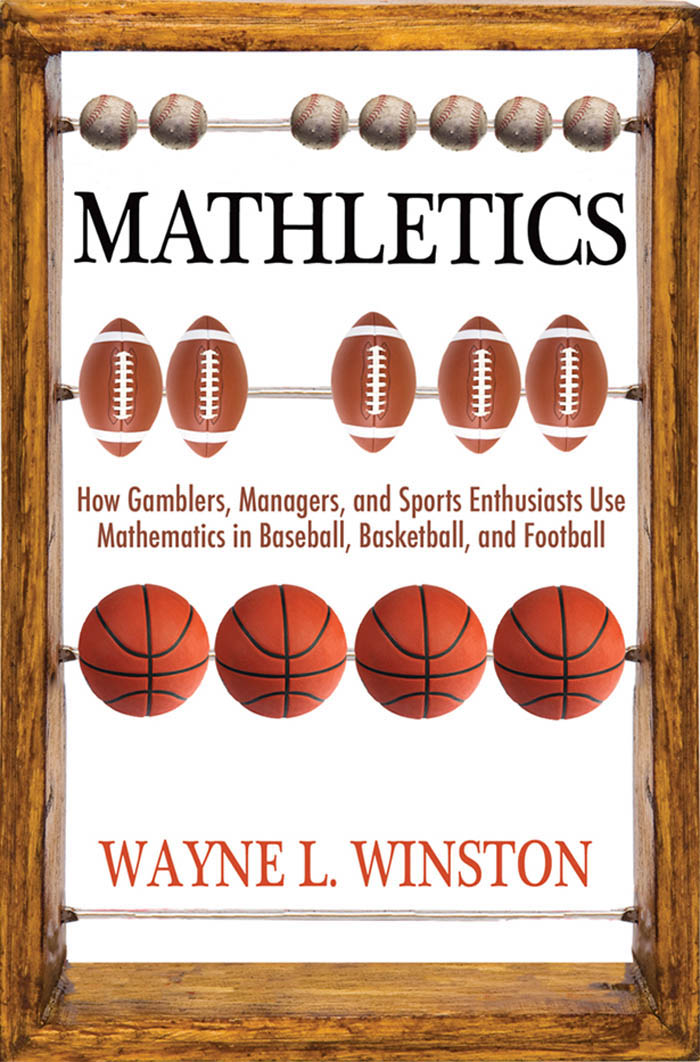 MATHLETICS
How Gamblers, Managers, and Sports Enthusiasts Use
Mathematics in Baseball, Basketball, and Football
WAYNE L. WINSTON